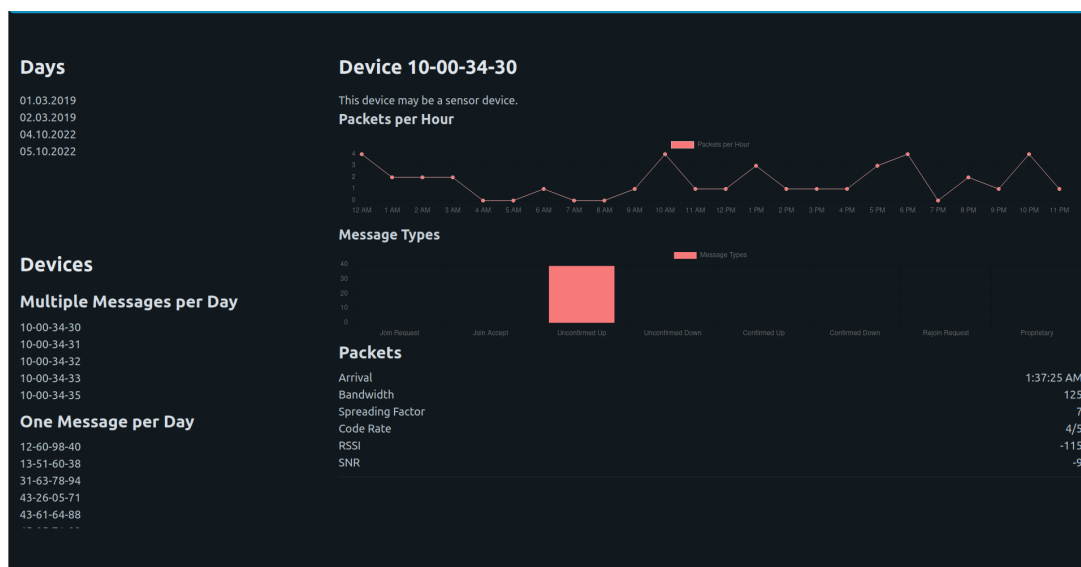 Days
01.03.2019
02.03.2019
04.10.2022
05.10.2022
Devices
Multiple Messages per Day
10-00-34-30
10-00-34-31
10-00-34-32
10-00-34-33
10-00-34-35
One Message per Day
12-60-98-40
13-51-60-38
31-63-78-94
43-26-05-71
43-61-64-88
Device 10-00-34-30
This device may be a sensor device.
Packets per Hour
Packets per Hour
4
3
2
1
0
12 AM 1 AM 2 AM 3 AM 4 AM 5 AM 6 AM 7 AM 8 AM 9 AM 10 AM 11 AM 12 PM 1 PM 2 PM 3 PM 4 PM 5 PM 6 PM 7 PM 8 PM 9 PM 10 PM 11 PM
Message Types
Message Types
40
30
20
10
0
Join Request Join Accept Unconfirmed Up Unconfirmed Down Confirmed Up Confirmed Down Rejoin Request Proprietary
Packets
Arrival 1:37:25 AM
Bandwidth 125
Spreading Factor 7
Code Rate 4/5
RSSI -115
SNR -9